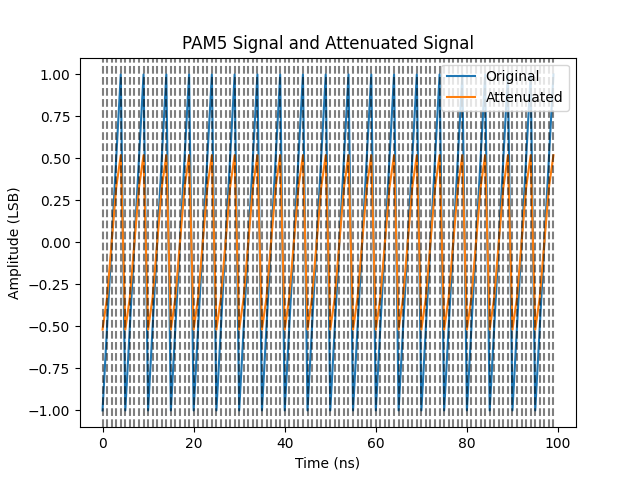 PAM5 Signal and Attenuated Signal
Original
Attenuated
1.00
0.75
0.50
0.25
0.00
−0.25
−0.50
−0.75
−1.00
Amplitude (LSB)
0 20 40 60 80 100
Time (ns)